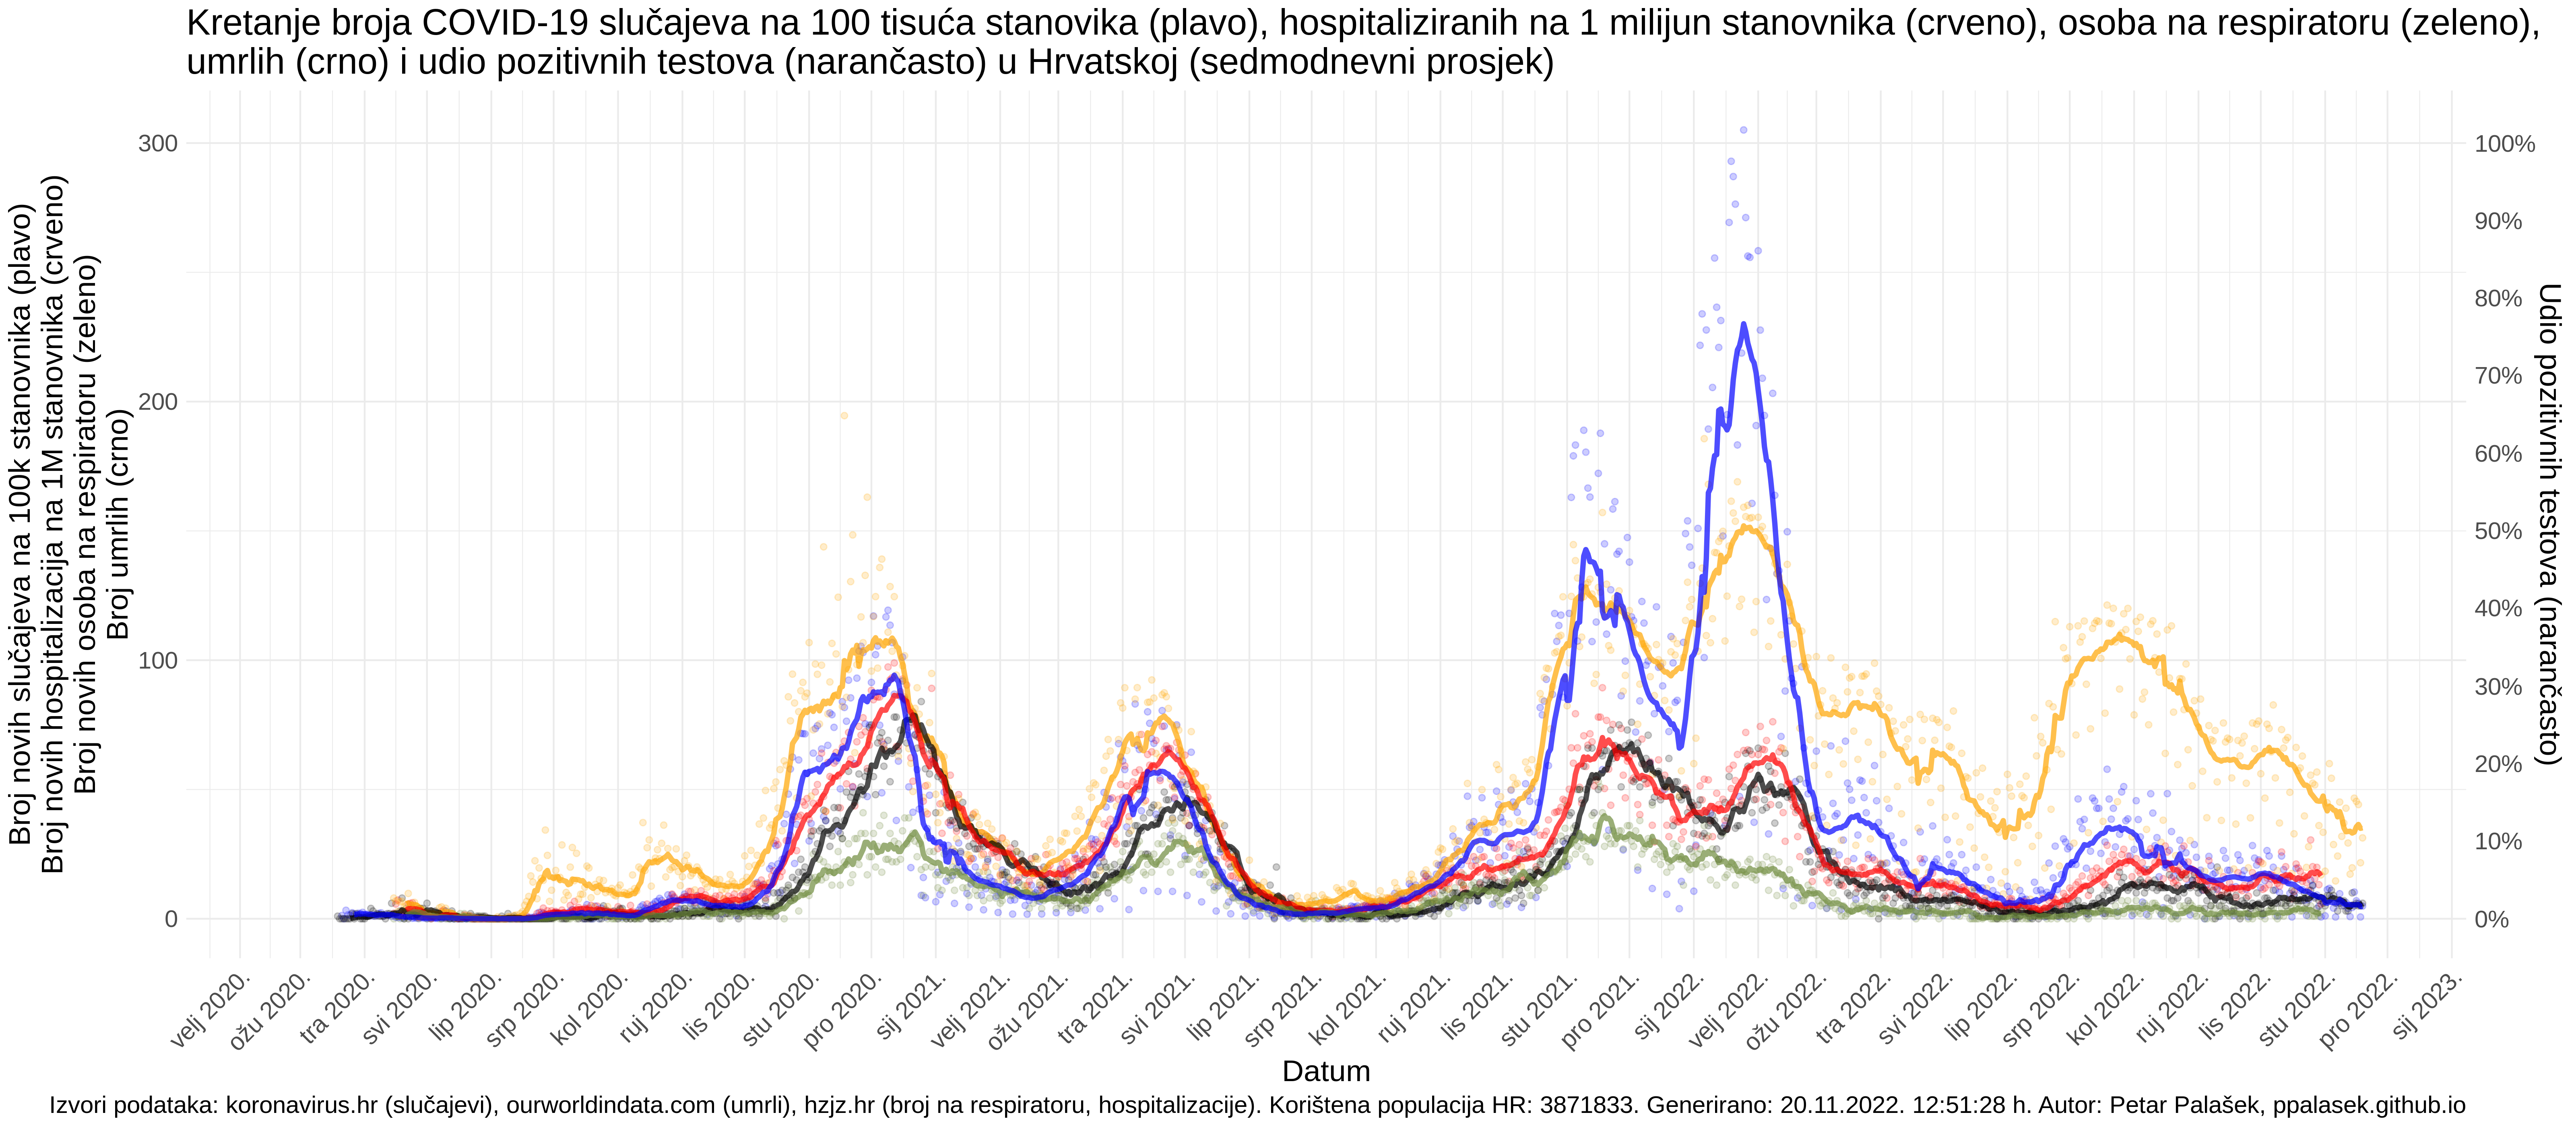 Kretanje broja COVID-19 slučajeva na 100 tisuća stanovika (plavo), hospitaliziranih na 1 milijun stanovnika (crveno), osoba na respiratoru (zeleno),
umrlih (crno) i udio pozitivnih testova (narančasto) u Hrvatskoj (sedmodnevni prosjek)
Broj novih slučajeva na 100k stanovnika (plavo)
Broj novih hospitalizacija na 1M stanovnika (crveno)
Broj novih osoba na respiratoru (zeleno)
Broj umrlih (crno)
300
200
100
0
100%
90%
80%
70%
60%
50%
40%
30%
20%
10%
0%
Udio pozitivnih testova (narančasto)
velj 2020.
ožu 2020.
tra 2020.
svi 2020.
lip 2020.
srp 2020.
kol 2020.
ruj 2020.
lis 2020.
stu 2020.
pro 2020.
sij 2021.
velj 2021.
ožu 2021.
tra 2021.
svi 2021.
lip 2021.
srp 2021.
kol 2021.
ruj 2021.
lis 2021.
stu 2021.
pro 2021.
sij 2022.
velj 2022.
ožu 2022.
tra 2022.
svi 2022.
lip 2022.
srp 2022.
kol 2022.
ruj 2022.
lis 2022.
stu 2022.
pro 2022.
sij 2023.
Datum
Izvori podataka: koronavirus.hr (slučajevi), ourworldindata.com (umrli), hzjz.hr (broj na respiratoru, hospitalizacije). Korištena populacija HR: 3871833. Generirano: 20.11.2022. 12:51:28 h. Autor: Petar Palašek, ppalasek.github.io